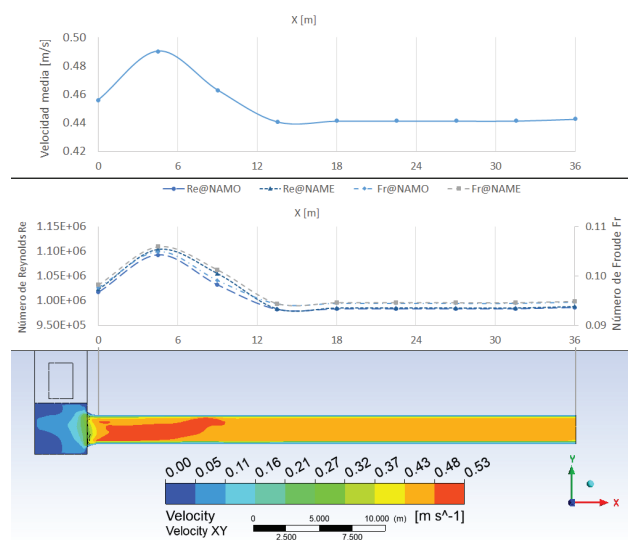 X [m]
Velocidad media [m/s]
0.50
0.48
0.46
0.44
0.42
0 6 12 18 24 30 36
Re@NAMO Re@NAME Fr@NAMO Fr@NAME
X [m]
Número de Reynolds Re
1.15E+06
1.10E+06
1.05E+06
1.00E+06
9.50E+05
Número de Froude Fr
0.11
0.10
0.09
0 6 12 18 24 30 36
0.00 0.05 0.11 0.16 0.21 0.27 0.32 0.37 0.43 0.48 0.53
Velocity
Velocity XY
[m s^-1]
0 5.000 10.000 (m)
2.500 7.500
Y
X